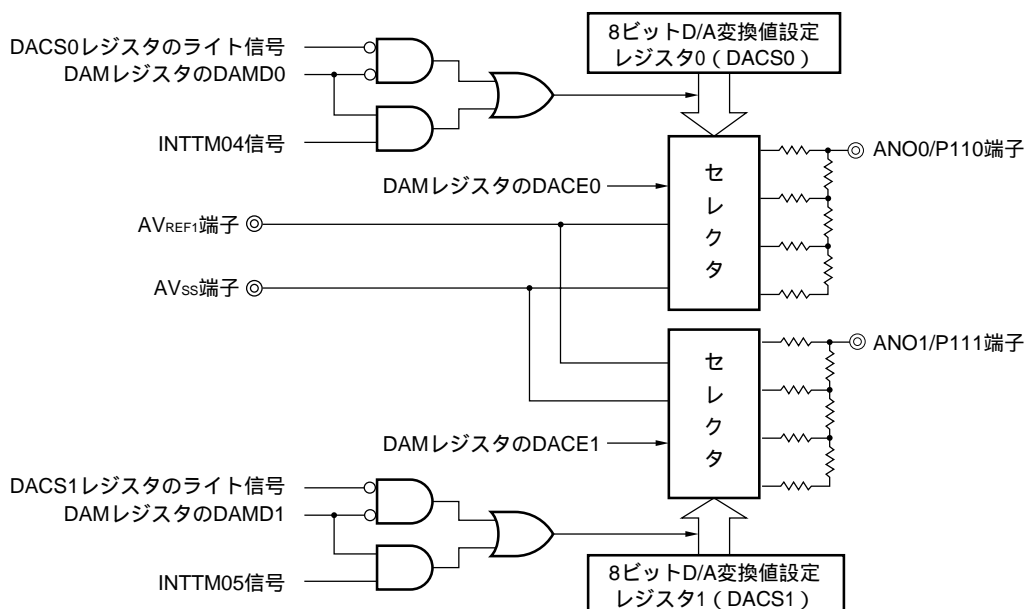 8ビットD/A変換値設定
レジスタ0(DACS0)
DACS0レジスタのライト信号
DAMレジスタのDAMD0
INTTM04信号
セレクタ
ANO0/P110端子
DAMレジスタのDACE0
AVREF1端子
AVSS端子
セレクタ
ANO1/P111端子
DAMレジスタのDACE1
DACS1レジスタのライト信号
DAMレジスタのDAMD1
INTTM05信号
8ビットD/A変換値設定
レジスタ1(DACS1)